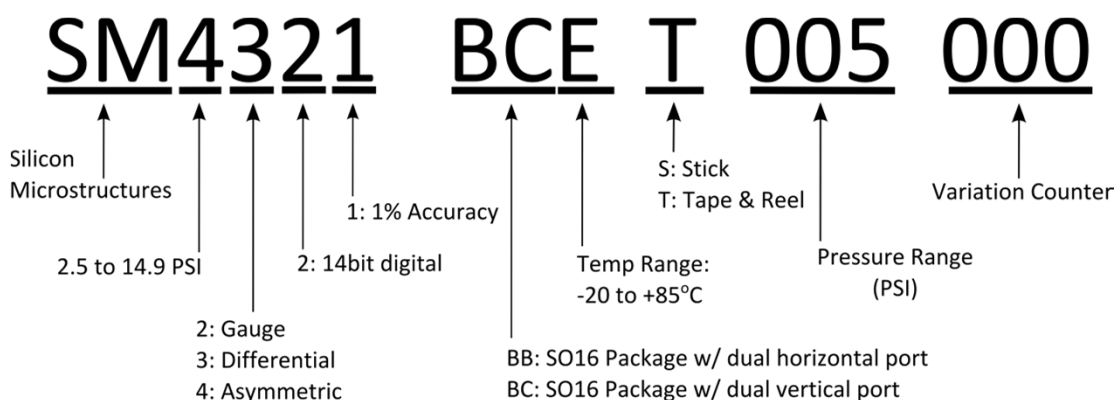 SM4321 BCE T 005 000
Silicon
Microstructures
2.5 to 14.9 PSI
2: Gauge
3: Differential
4: Asymmetric
2: 14bit digital
1: 1% Accuracy
BB: SO16 Package w/ dual horizontal port
BC: SO16 Package w/ dual vertical port
Temp Range:
-20 to +85°C
S: Stick
T: Tape & Reel
Pressure Range
(PSI)
Variation Counter